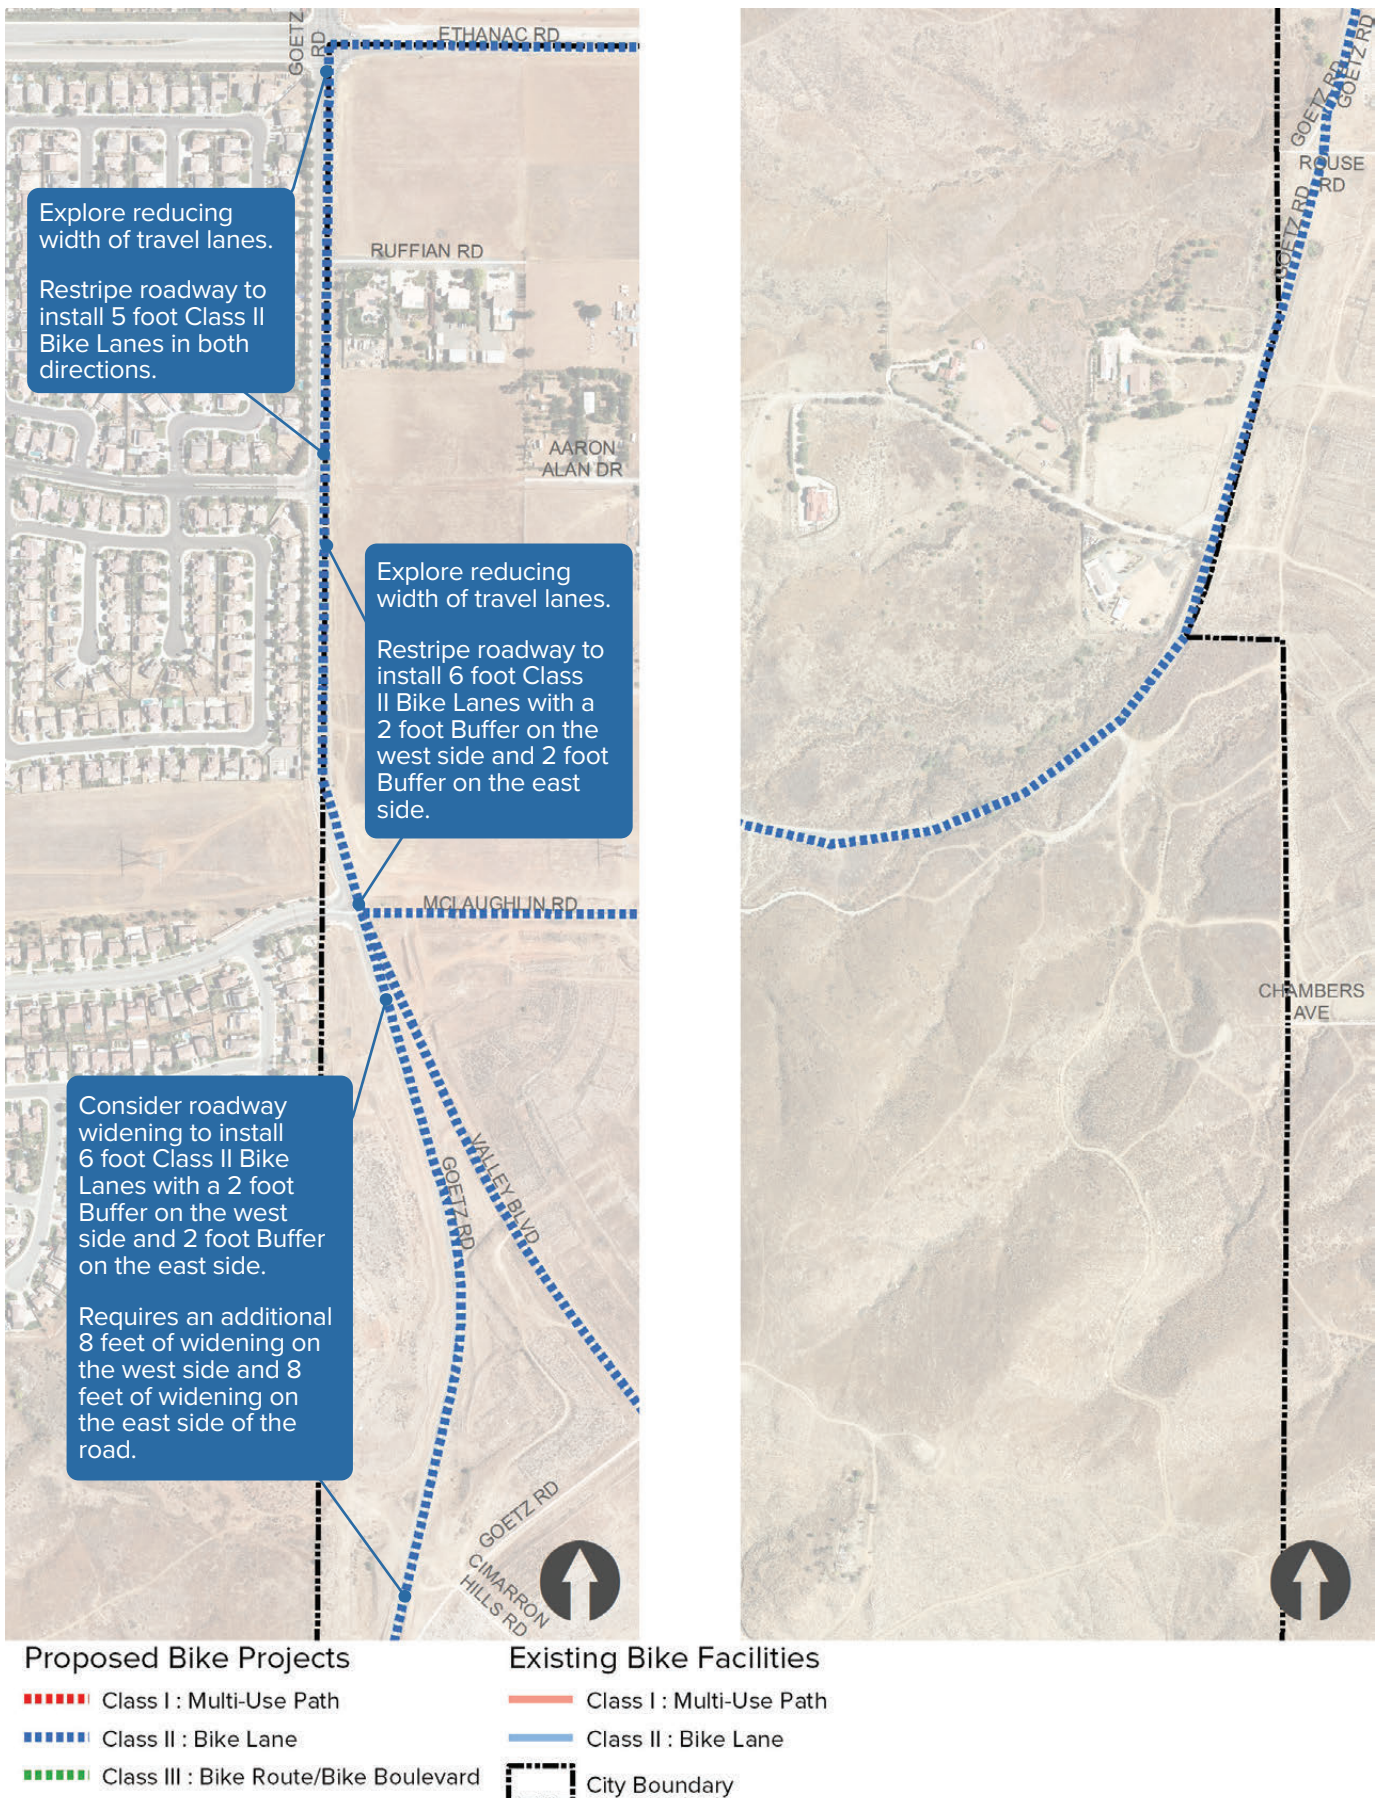 GOETZ
RD
ETHANAC RD
Explore reducing
width of travel lanes.
Restripe roadway to
install 5 foot Class II
Bike Lanes in both
directions.
RUFFIAN RD
AARON
ALAN DR
Explore reducing
width of travel lanes.
Restripe roadway to
install 6 foot Class
II Bike Lanes with a
2 foot Buffer on the
west side and 2 foot
Buffer on the east
side.
MCLAUGHLIN RD
Consider roadway
widening to install
6 foot Class II Bike
Lanes with a 2 foot
Buffer on the west
side and 2 foot Buffer
on the east side.
Requires an additional
8 feet of widening on
the west side and 8
feet of widening on
the east side of the
road.
GOETZ RD
VALLEY BLVD
GOETZ RD
CIMARRON
HILLS RD
GOETZ RD
GOETZ RD
ROUSE
RD
GOETZ RD
CHAMBERS
AVE
Proposed Bike Projects
Class I : Multi-Use Path
Class II : Bike Lane
Class III : Bike Route/Bike Boulevard
Existing Bike Facilities
Class I : Multi-Use Path
Class II : Bike Lane
City Boundary